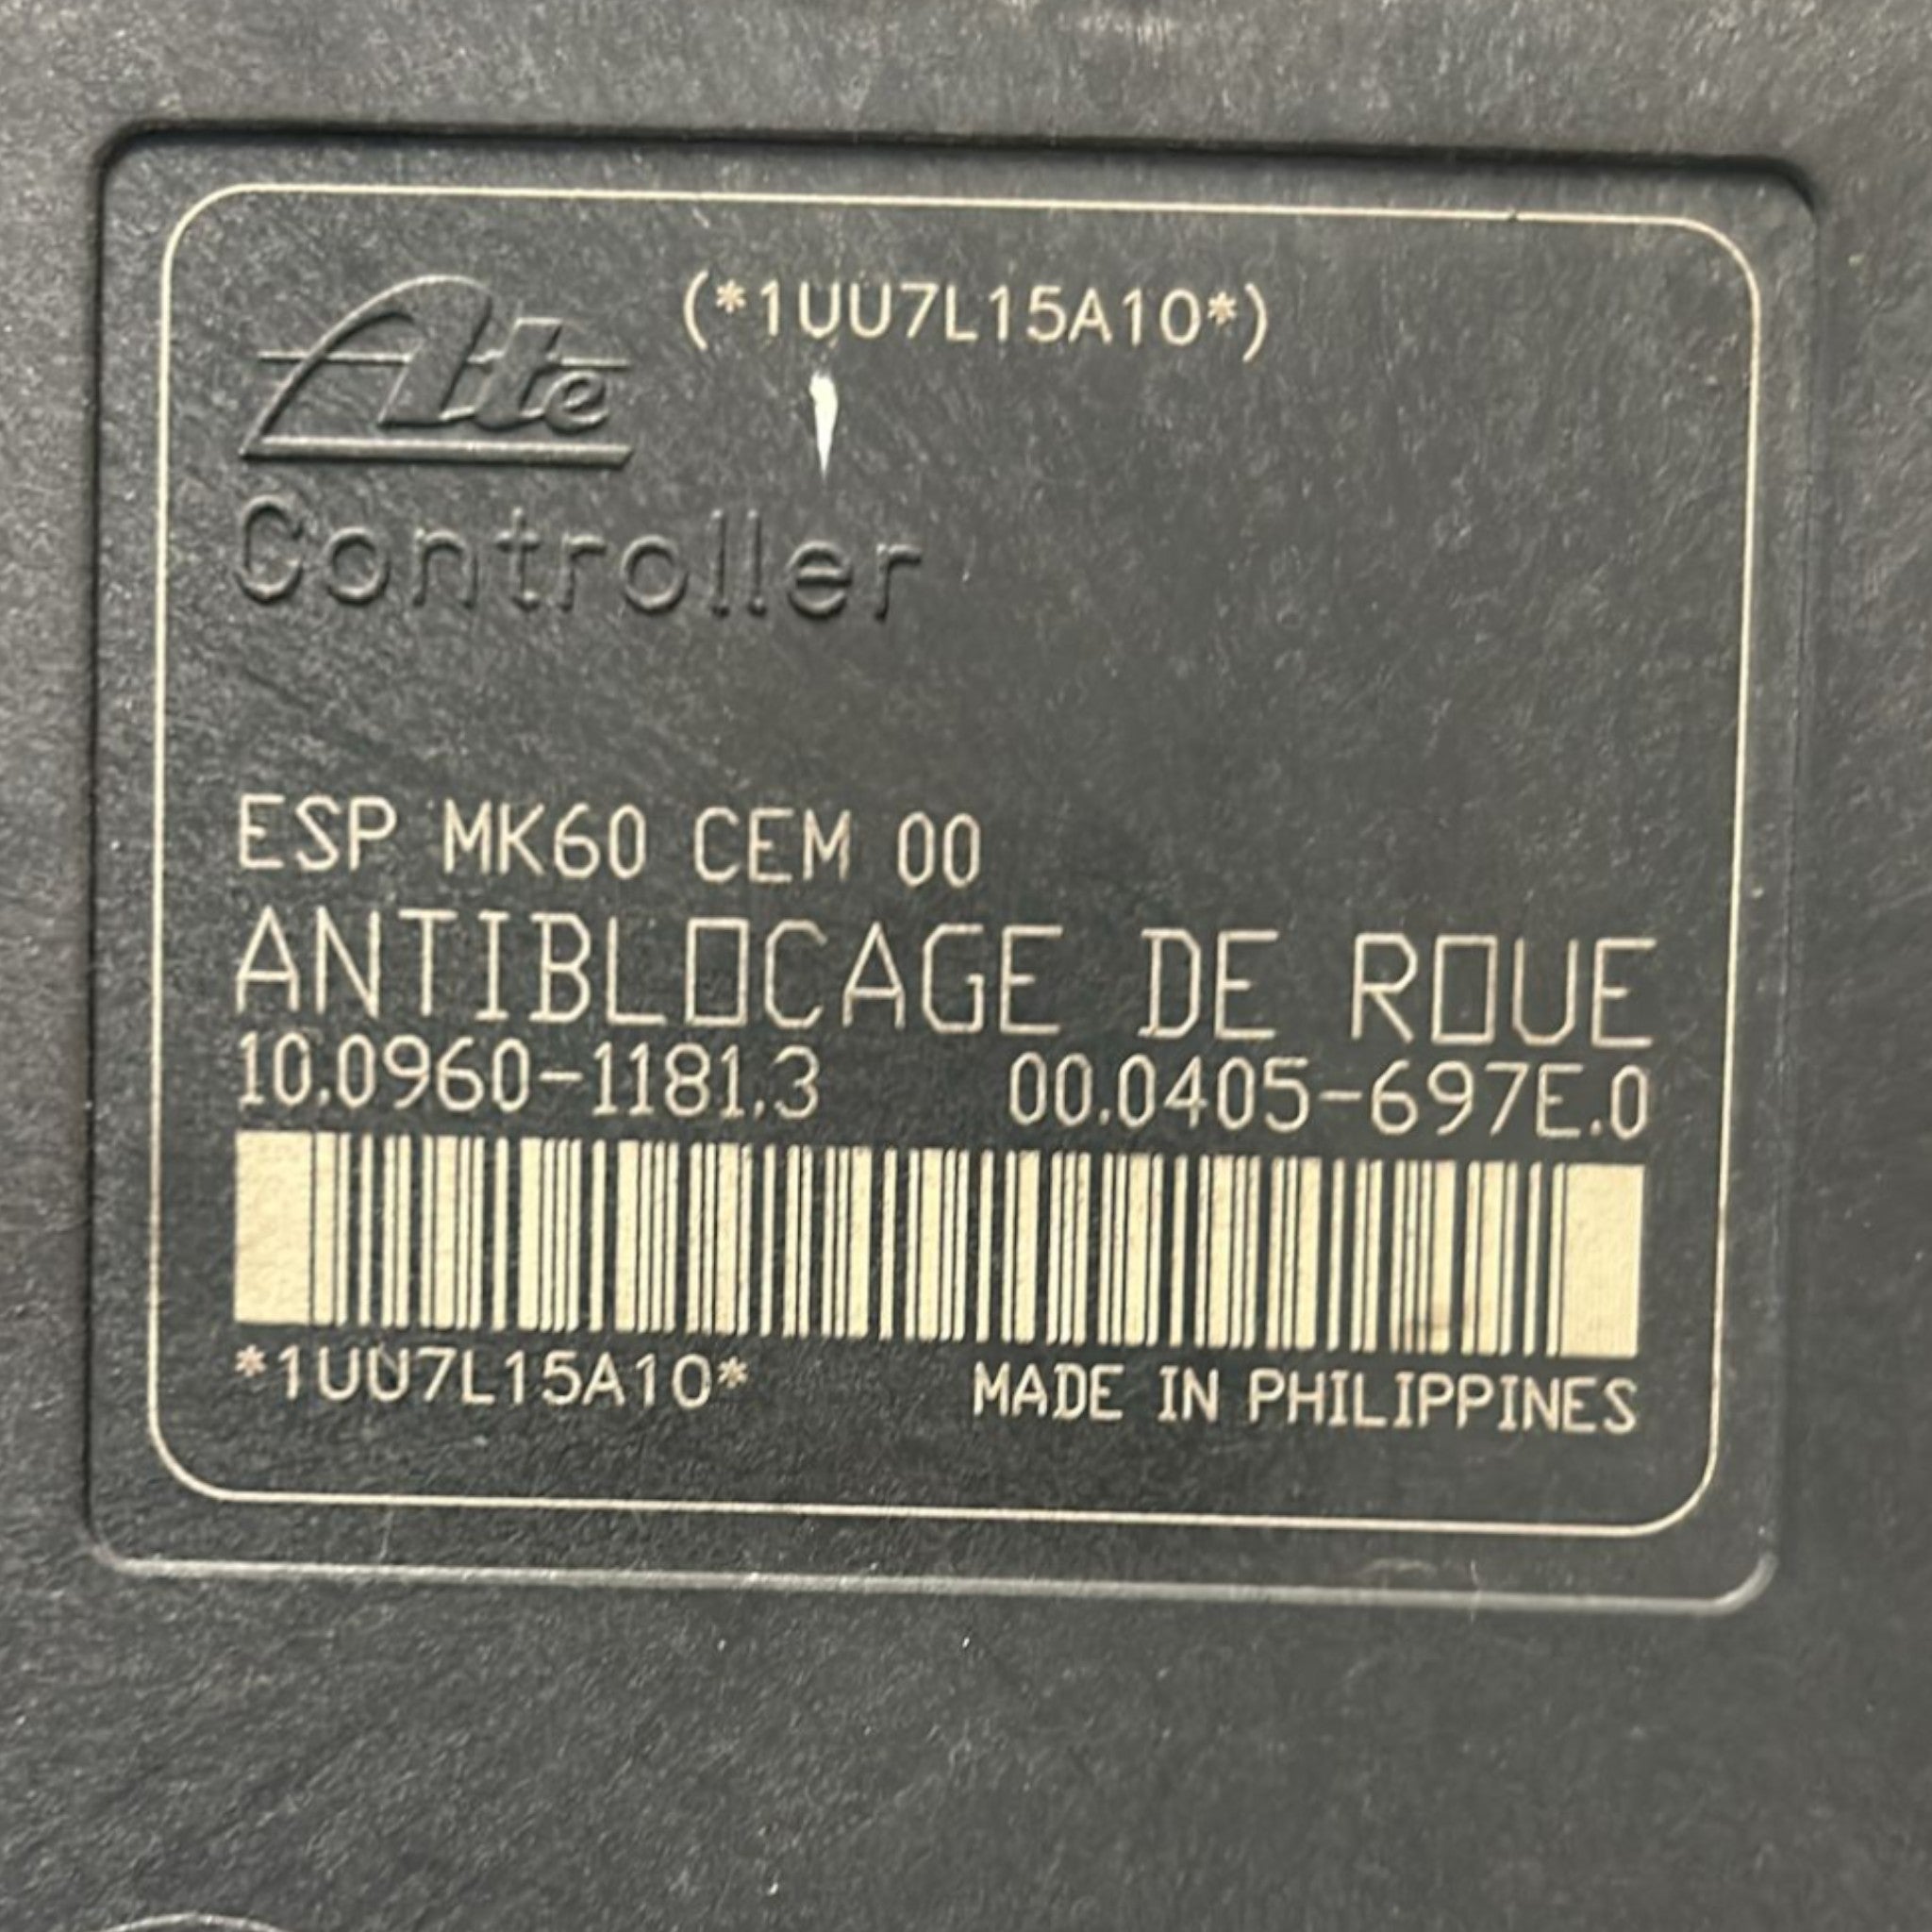 (*1UU7L15A10*)
Ate
Controller
ESP MK60 CEM 00
ANTIBLOCAGE DE ROUE
10.0960-1181.3 00.0405-697E.0
*1UU7L15A10* MADE IN PHILIPPINES